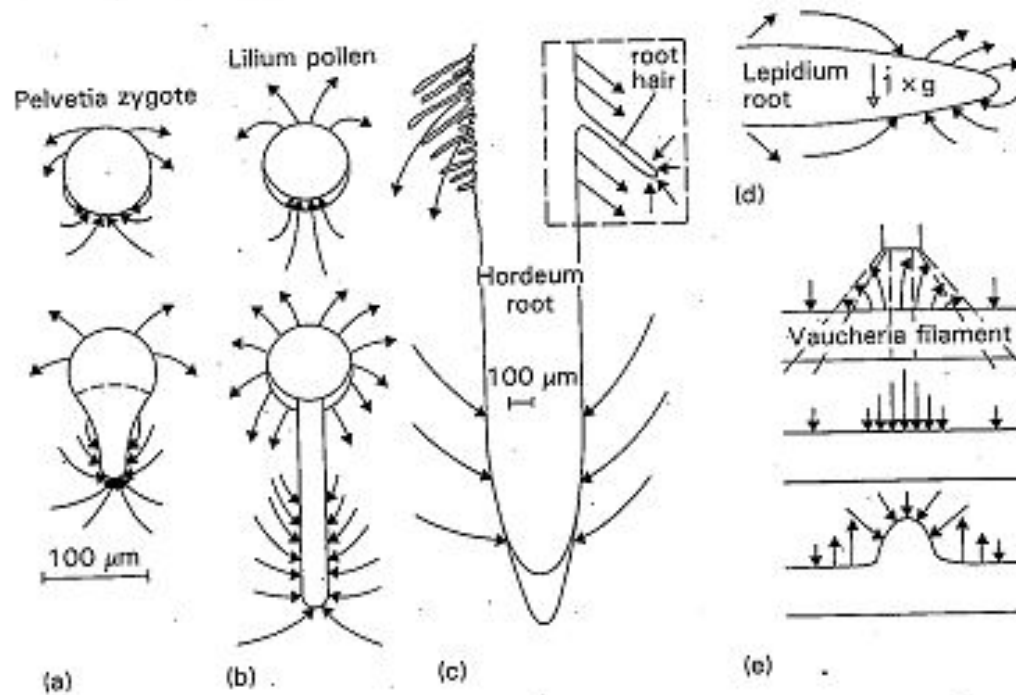 Pelvetia zygote
100 μm
(a)
Lilium pollen
(b)
root
hair
Hordeum
root
100 μm
(c)
Lepidium
root
j × g
(d)
Vaucheria filament
(e)